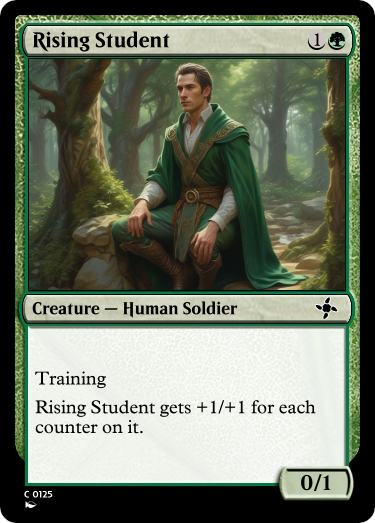 Rising Student 1
Creature — Human Soldier
Training
Rising Student gets +1/+1 for each
counter on it.
0/1
C 0125